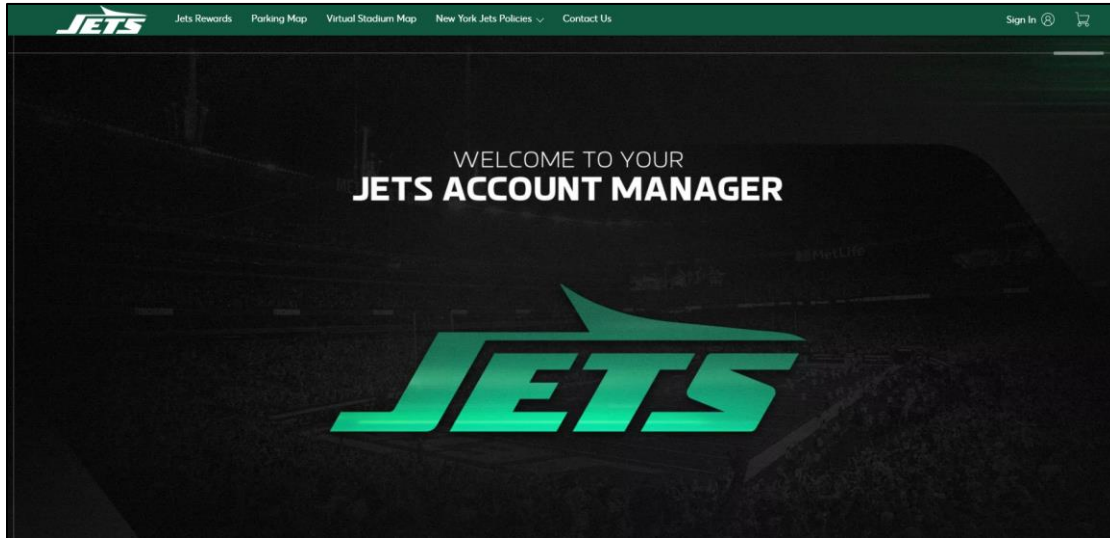 JETS
Jets Rewards
Parking Map
Virtual Stadium Map
New York Jets Policies
Contact Us
Sign In
WELCOME TO YOUR
JETS ACCOUNT MANAGER
MetLife
JETS